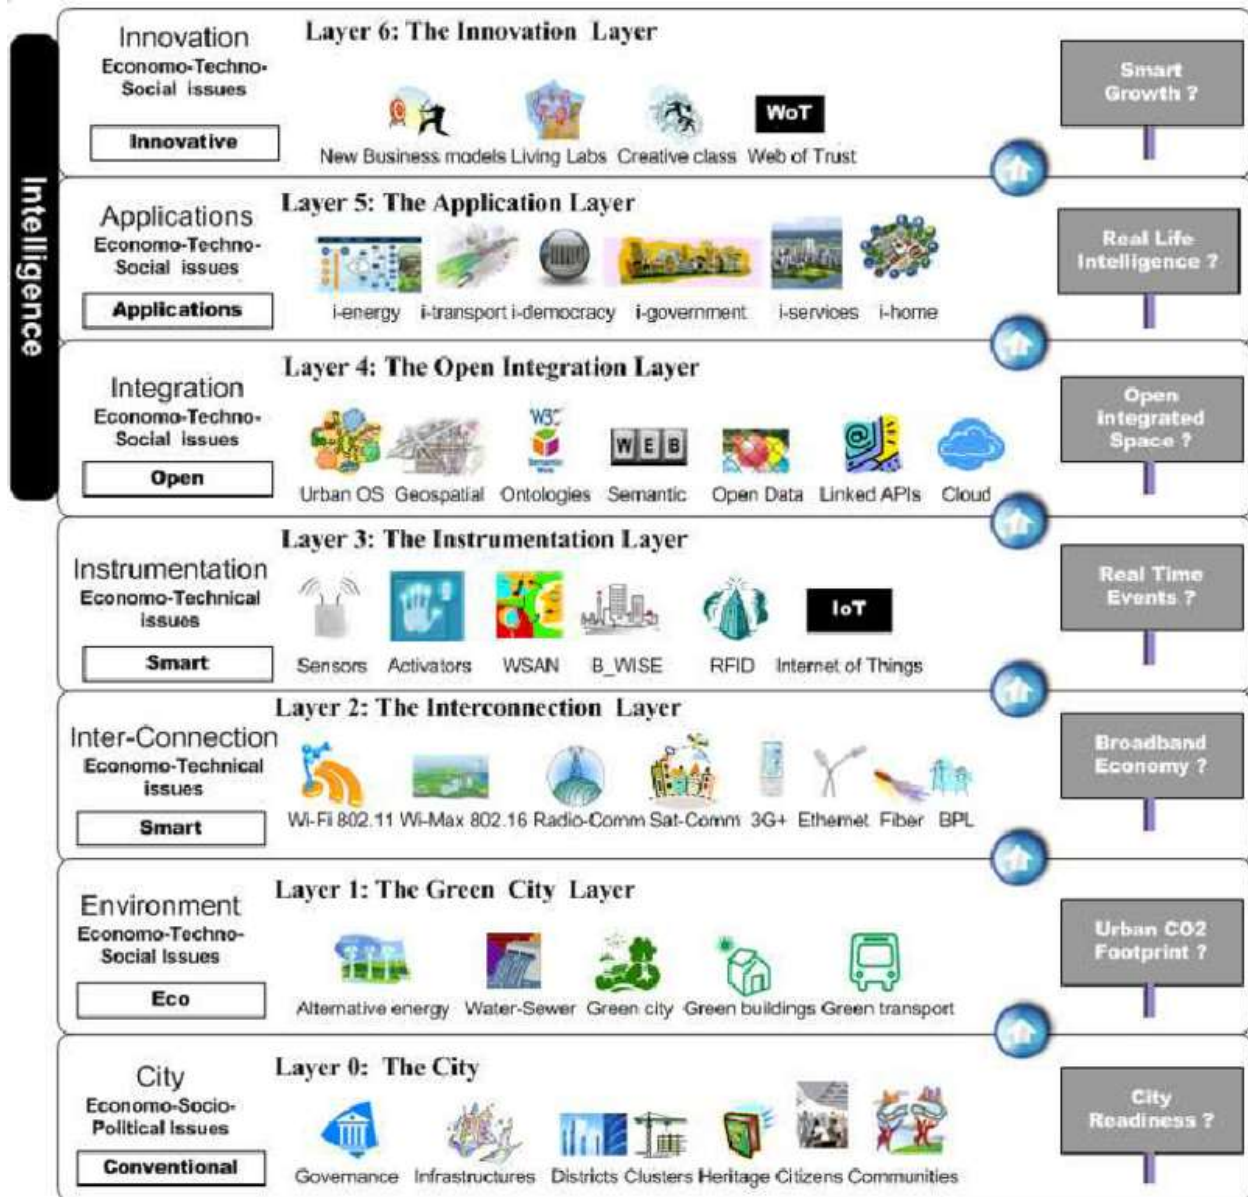 Intelligence
Innovation
Economo-Techno-
Social issues
Innovative
Layer 6: The Innovation Layer
WoT
New Business models Living Labs Creative class Web of Trust
Smart
Growth ?
Applications
Economo-Techno-
Social issues
Applications
Layer 5: The Application Layer
i-energy i-transport i-democracy i-government i-services i-home
Real Life
Intelligence ?
Integration
Economo-Techno-
Social issues
Open
Layer 4: The Open Integration Layer
W3C
Semantic
Web
WEB
Urban OS Geospatial Ontologies Semantic Open Data Linked APIs Cloud
Open
Integrated
Space ?
Instrumentation
Economo-Technical
issues
Smart
Layer 3: The Instrumentation Layer
IoT
Sensors Activators WSAN B_WISE RFID Internet of Things
Real Time
Events ?
Inter-Connection
Economo-Technical
issues
Smart
Layer 2: The Interconnection Layer
Wi-Fi 802.11 Wi-Max 802.16 Radio-Comm Sat-Comm 3G+ Ethernet Fiber BPL
Broadband
Economy ?
Environment
Economo-Techno-
Social Issues
Eco
Layer 1: The Green City Layer
Alternative energy Water-Sewer Green city Green buildings Green transport
Urban CO2
Footprint ?
City
Economo-Socio-
Political Issues
Conventional
Layer 0: The City
Governance Infrastructures Districts Clusters Heritage Citizens Communities
City
Readiness ?